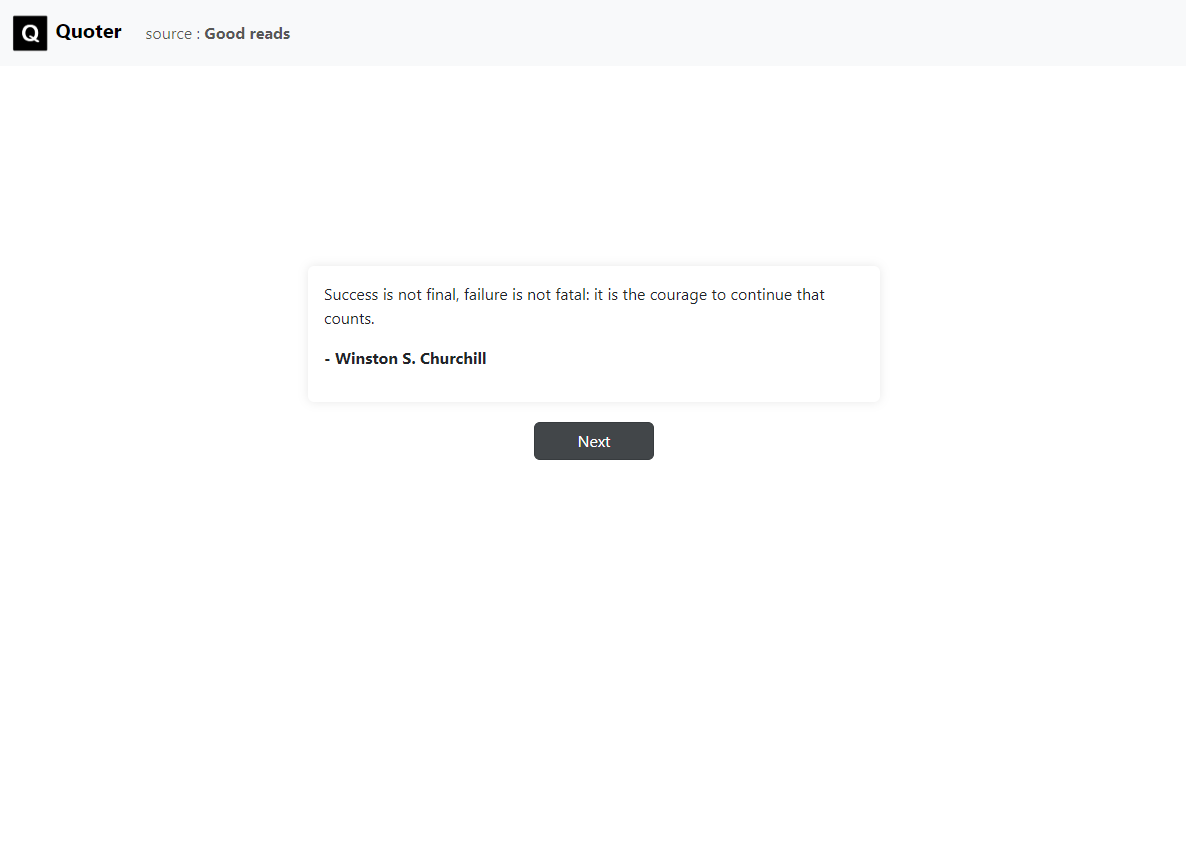 Q Quoter source : Good reads
Success is not final, failure is not fatal: it is the courage to continue that
counts.
- Winston S. Churchill
Next